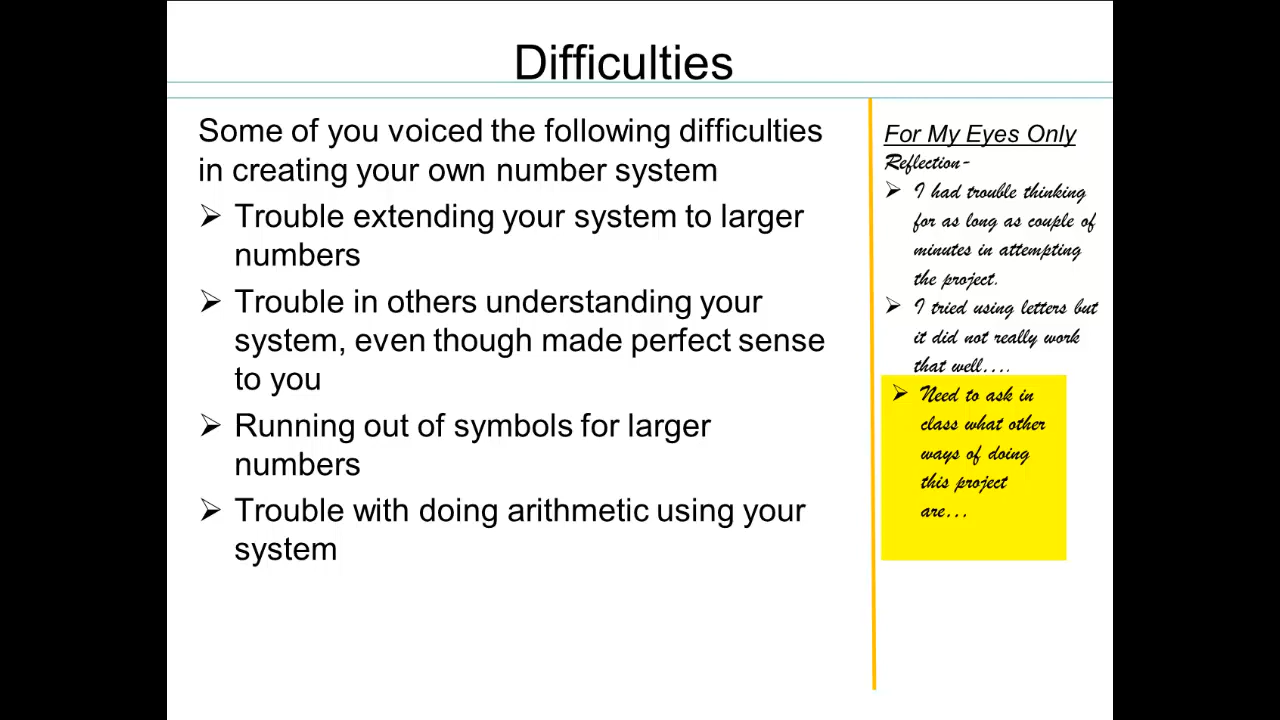 Difficulties
Some of you voiced the following difficulties
in creating your own number system
➢ Trouble extending your system to larger
numbers
➢ Trouble in others understanding your
system, even though made perfect sense
to you
➢ Running out of symbols for larger
numbers
➢ Trouble with doing arithmetic using your
system
For My Eyes Only
Reflection-
➢ I had trouble thinking
for as long as couple of
minutes in attempting
the project.
➢ I tried using letters but
it did not really work
that well….
➢ Need to ask in
class what other
ways of doing
this project
are…